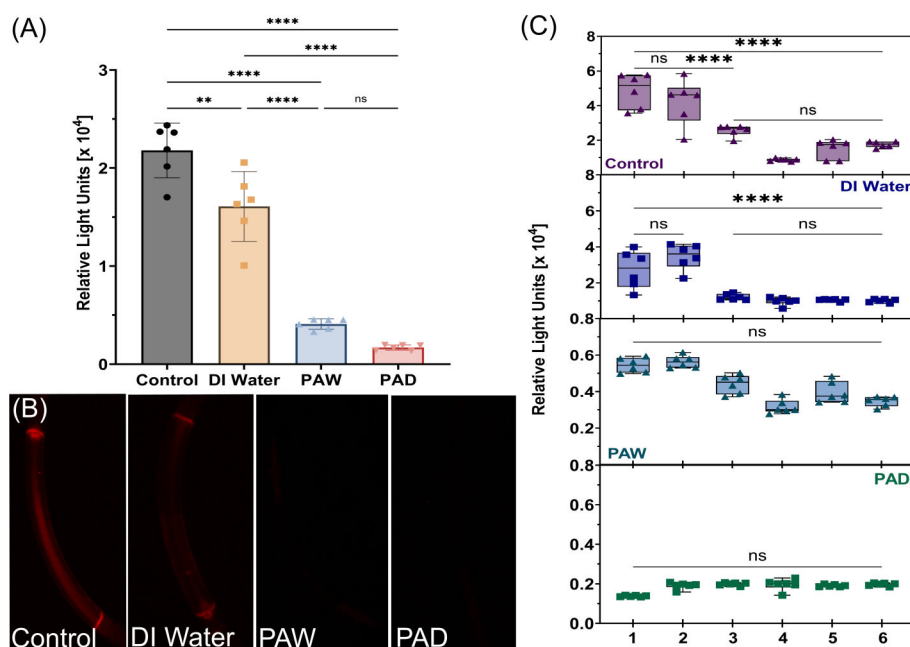 (A)
****
****
****
**
****
ns
Relative Light Units [x 10⁴]
3
2
1
0
Control
DI Water
PAW
PAD
(B)
Control
DI Water
PAW
PAD
(C)
Relative Light Units [x 10⁴]
8
6
4
2
****
ns
****
ns
Control
8
6
4
2
0.8
DI Water
****
ns
ns
0.6
0.4
0.2
ns
PAW
0.8
0.6
0.4
0.2
0
PAD
ns
1
2
3
4
5
6